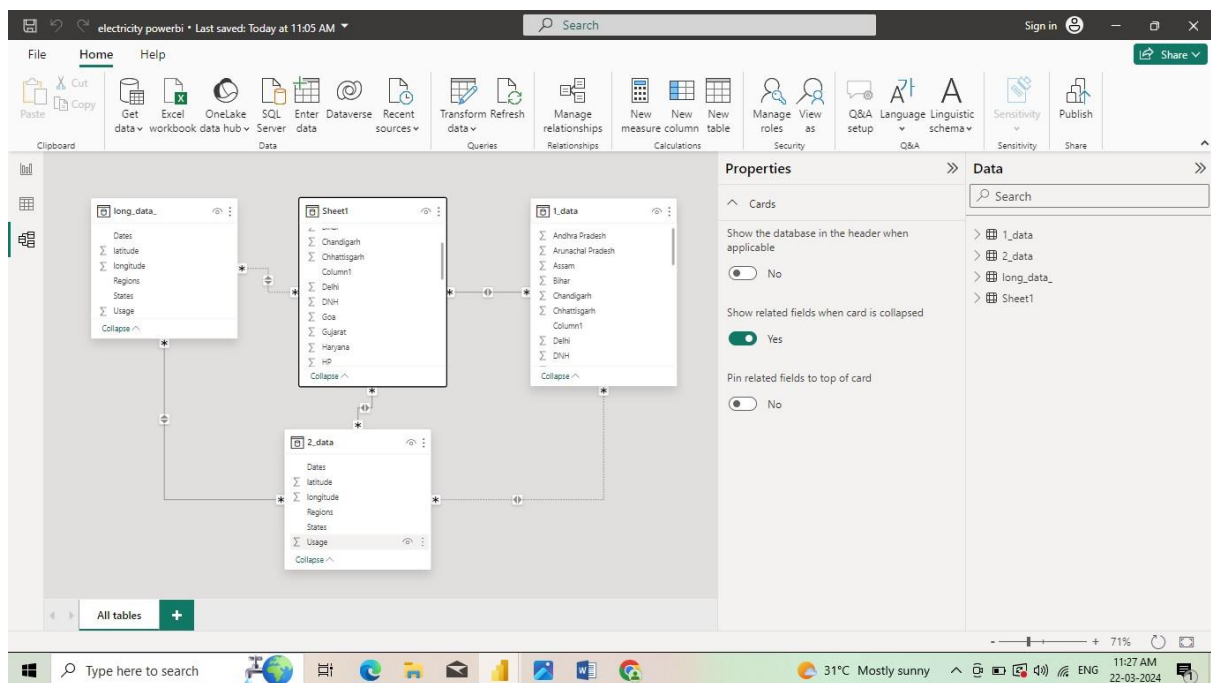 electricity powerbi • Last saved: Today at 11:05 AM
Search
Sign in
File Home Help
Share
Paste
Cut
Copy
Get data
Excel workbook
OneLake data hub
SQL Server
Enter data
Dataverse
Recent sources
Transform data
Refresh
Manage relationships
New measure
New column
New table
Manage roles
View as
Q&A setup
Language
Linguistic schema
Sensitivity
Publish
Clipboard
Data
Queries
Relationships
Calculations
Security
Q&A
Sensitivity
Share
long_data_
Dates
latitude
longitude
Regions
States
Usage
Collapse
Sheet1
Chandigarh
Chhattisgarh
Column1
Delhi
DNH
Goa
Gujarat
Haryana
HP
Collapse
1_data
Andhra Pradesh
Arunachal Pradesh
Assam
Bihar
Chandigarh
Chhattisgarh
Column1
Delhi
DNH
Collapse
2_data
Dates
latitude
longitude
Regions
States
Usage
Collapse
Properties
Cards
Show the database in the header when
applicable
No
Show related fields when card is collapsed
Yes
Pin related fields to top of card
No
Data
Search
1_data
2_data
long_data_
Sheet1
All tables
71%
Type here to search
31°C Mostly sunny
ENG
11:27 AM
22-03-2024